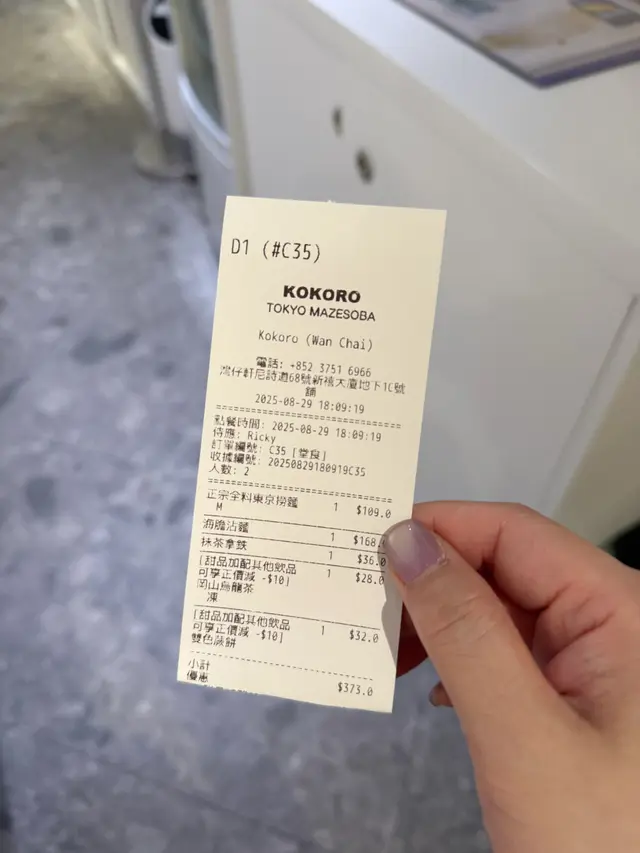 D1 (#C35)
KOKORO
TOKYO MAZESOBA
Kokoro (Wan Chai)
電話: +852 3751 6966
灣仔軒尼詩道68號新禧大廈地下1C號
舖
2025-08-29 18:09:19
點餐時間: 2025-08-29 18:09:19
侍應: Ricky
訂單編號: C35 [堂食]
收據編號: 20250829180919C35
人數: 2
正宗全料東京撈麵 1 $109.0
M
海膽沾麵 1 $168.
抹茶拿鐵 1 $36.0
[甜品加配其他飲品 1 $28.0
可享正價減 -$10]
岡山烏龍茶
凍
[甜品加配其他飲品 1 $32.0
可享正價減 -$10]
雙色蕨餅
小計 $373.0
優惠